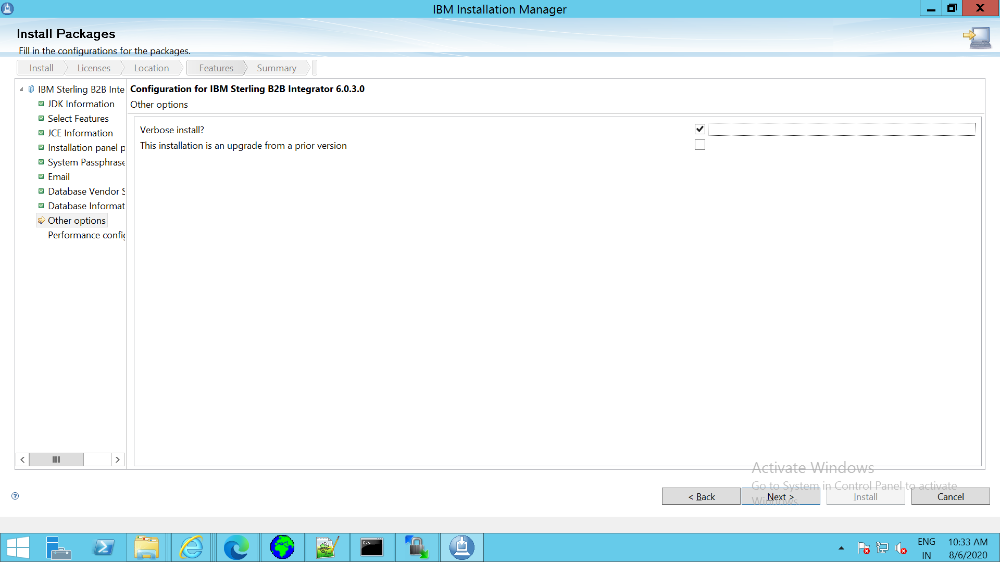 IBM Installation Manager
Install Packages
Fill in the configurations for the packages.
Install
Licenses
Location
Features
Summary
IBM Sterling B2B Inte
JDK Information
Select Features
JCE Information
Installation panel p
System Passphrase
Email
Database Vendor S
Database Informat
Other options
Performance config
Configuration for IBM Sterling B2B Integrator 6.0.3.0
Other options
Verbose install?
This installation is an upgrade from a prior version
Activate Windows
Go to System in Control Panel to activate
Windows.
< Back
Next >
Install
Cancel
C:\_
ENG
IN
10:33 AM
8/6/2020